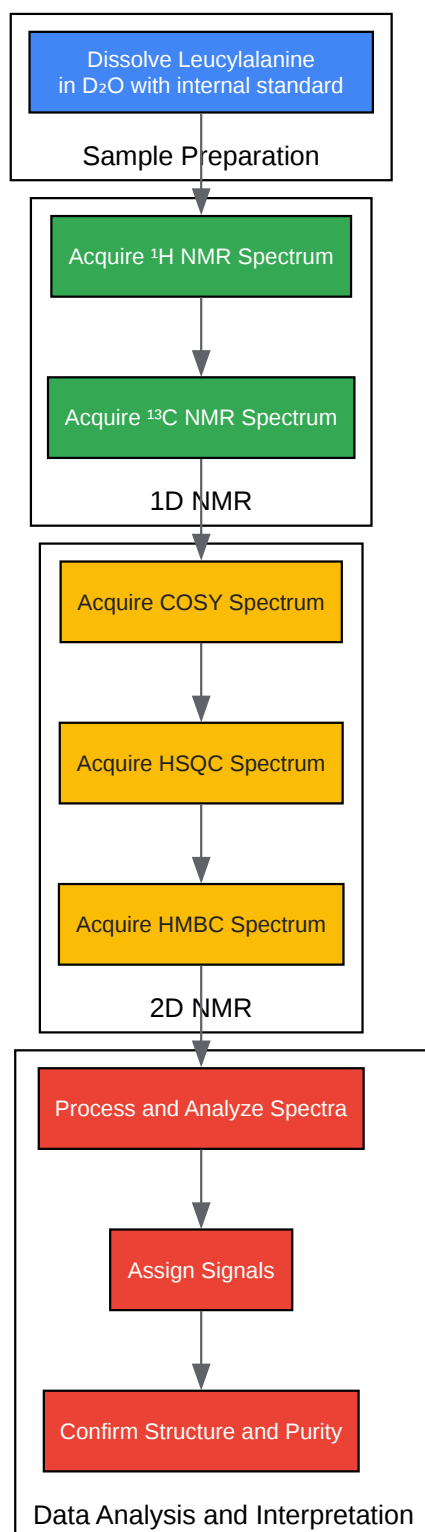 Dissolve Leucylalanine
in D₂O with internal standard
Sample Preparation
Acquire ¹H NMR Spectrum
Acquire ¹³C NMR Spectrum
1D NMR
Acquire COSY Spectrum
Acquire HSQC Spectrum
Acquire HMBC Spectrum
2D NMR
Process and Analyze Spectra
Assign Signals
Confirm Structure and Purity
Data Analysis and Interpretation